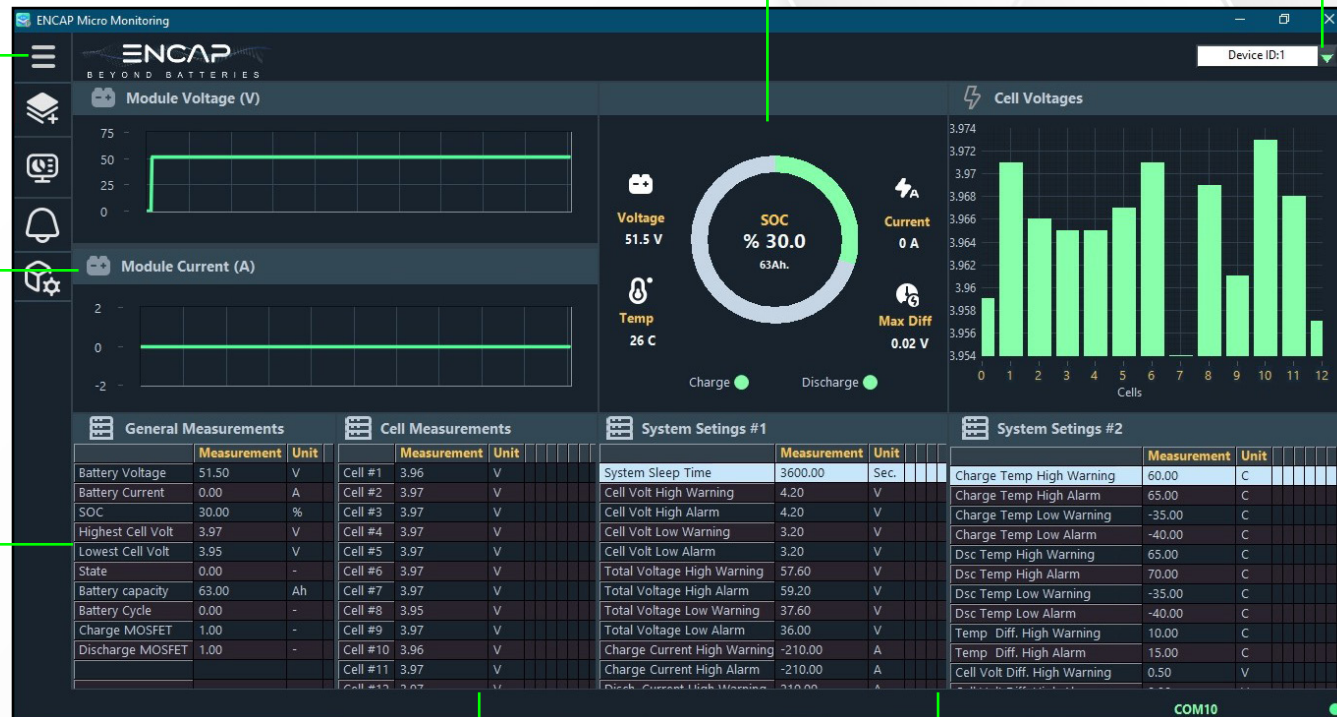 ENCAP Micro Monitoring
ENCAP
BEYOND BATTERIES
Device ID:1
Module Voltage (V)
75
50
25
0
Module Current (A)
2
0
-2
Voltage
51.5 V
Temp
26 C
SOC
% 30.0
63Ah.
Current
0 A
Max Diff
0.02 V
Charge
Discharge
Cell Voltages
3.974
3.972
3.97
3.968
3.966
3.964
3.962
3.96
3.958
3.956
3.954
0 1 2 3 4 5 6 7 8 9 10 11 12
Cells
General Measurements
Measurement Unit
Battery Voltage 51.50 V
Battery Current 0.00 A
SOC 30.00 %
Highest Cell Volt 3.97 V
Lowest Cell Volt 3.95 V
State 0.00 -
Battery capacity 63.00 Ah
Battery Cycle 0.00 -
Charge MOSFET 1.00 -
Discharge MOSFET 1.00 -
Cell Measurements
Measurement Unit
Cell #1 3.96 V
Cell #2 3.97 V
Cell #3 3.97 V
Cell #4 3.97 V
Cell #5 3.97 V
Cell #6 3.97 V
Cell #7 3.97 V
Cell #8 3.95 V
Cell #9 3.97 V
Cell #10 3.96 V
Cell #11 3.97 V
Cell #12 3.97 V
System Setings #1
Measurement Unit
System Sleep Time 3600.00 Sec.
Cell Volt High Warning 4.20 V
Cell Volt High Alarm 4.20 V
Cell Volt Low Warning 3.20 V
Cell Volt Low Alarm 3.20 V
Total Voltage High Warning 57.60 V
Total Voltage High Alarm 59.20 V
Total Voltage Low Warning 37.60 V
Total Voltage Low Alarm 36.00 V
Charge Current High Warning -210.00 A
Charge Current High Alarm -210.00 A
Disch. Current High Warning 210.00 A
System Setings #2
Measurement Unit
Charge Temp High Warning 60.00 C
Charge Temp High Alarm 65.00 C
Charge Temp Low Warning -35.00 C
Charge Temp Low Alarm -40.00 C
Dsc Temp High Warning 65.00 C
Dsc Temp High Alarm 70.00 C
Dsc Temp Low Warning -35.00 C
Dsc Temp Low Alarm -40.00 C
Temp Diff. High Warning 10.00 C
Temp Diff. High Alarm 15.00 C
Cell Volt Diff. High Warning 0.50 V
COM10